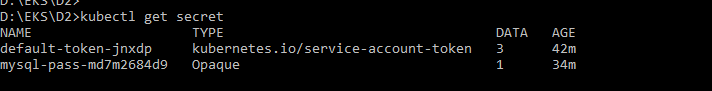 D:\EKS\D2>
D:\EKS\D2>kubectl get secret
NAME TYPE DATA AGE
default-token-jnxdp kubernetes.io/service-account-token 3 42m
mysql-pass-md7m2684d9 Opaque 1 34m